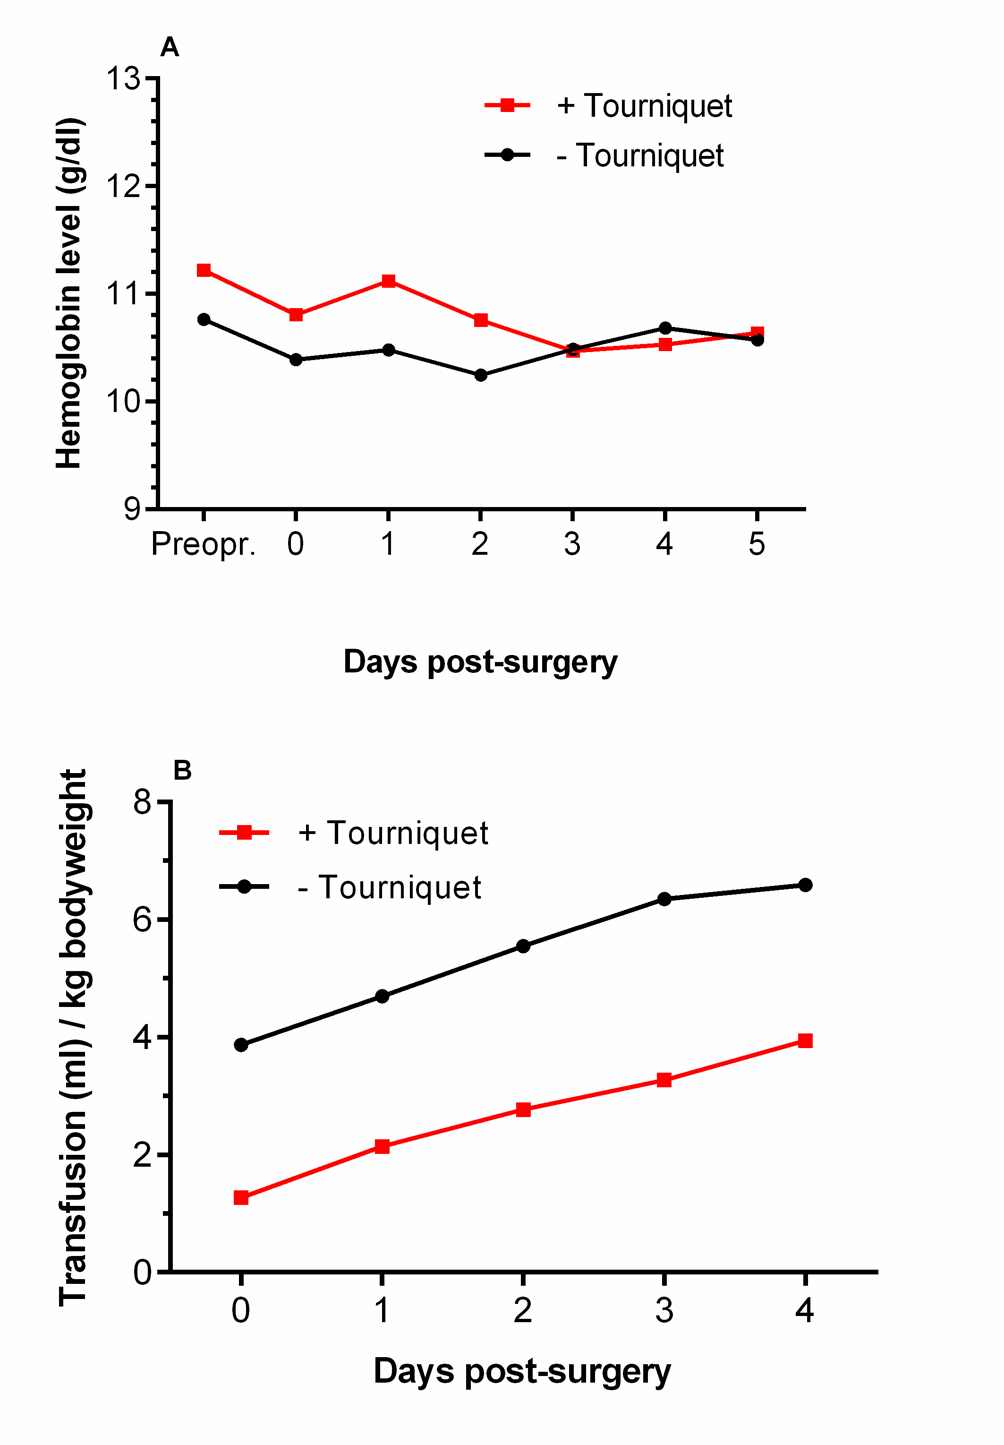 A
13
+ Tourniquet
- Tourniquet
12
11
10
9
Hemoglobin level (g/dl)
Preopr. 0 1 2 3 4 5
Days post-surgery
B
8
+ Tourniquet
- Tourniquet
6
4
2
0
Transfusion (ml) / kg bodyweight
0 1 2 3 4
Days post-surgery